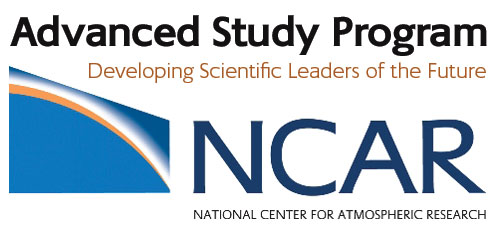 Advanced Study Program
Developing Scientific Leaders of the Future
NCAR
NATIONAL CENTER FOR ATMOSPHERIC RESEARCH